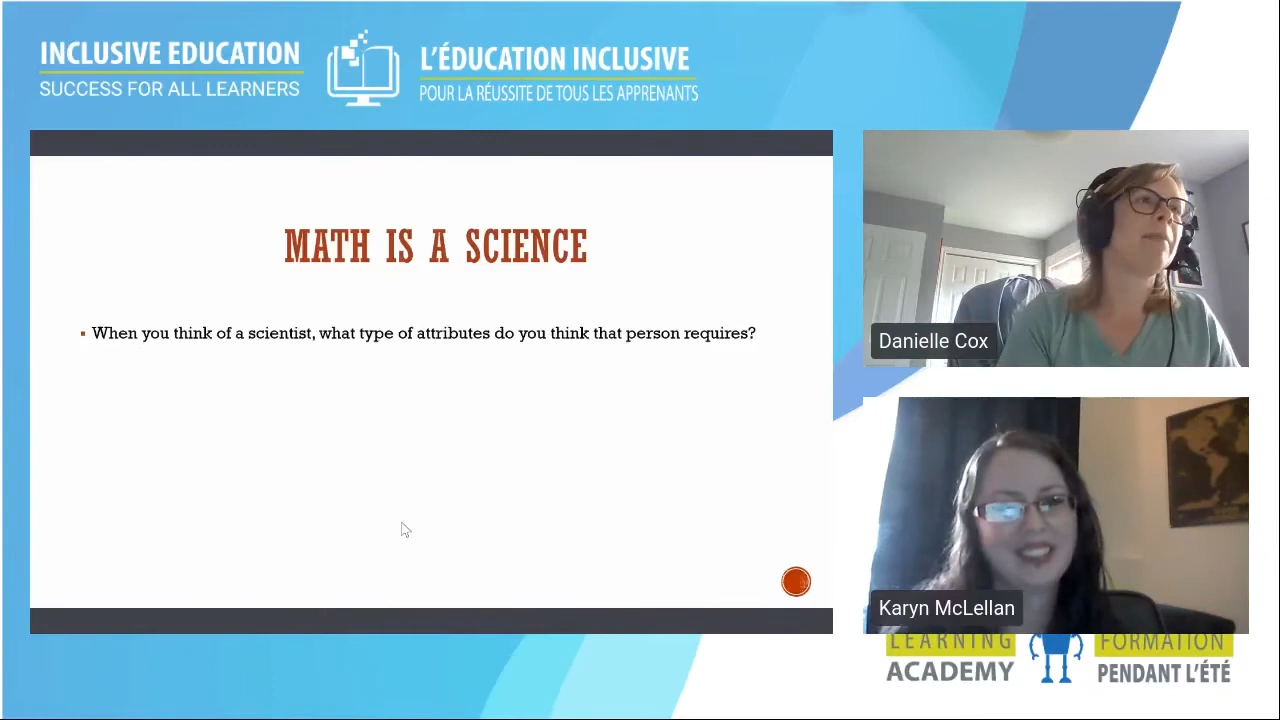 INCLUSIVE EDUCATION
SUCCESS FOR ALL LEARNERS
L'ÉDUCATION INCLUSIVE
POUR LA RÉUSSITE DE TOUS LES APPRENANTS
MATH IS A SCIENCE
▪ When you think of a scientist, what type of attributes do you think that person requires?
Danielle Cox
Karyn McLellan
LEARNING
ACADEMY
FORMATION
PENDANT L'ÉTÉ